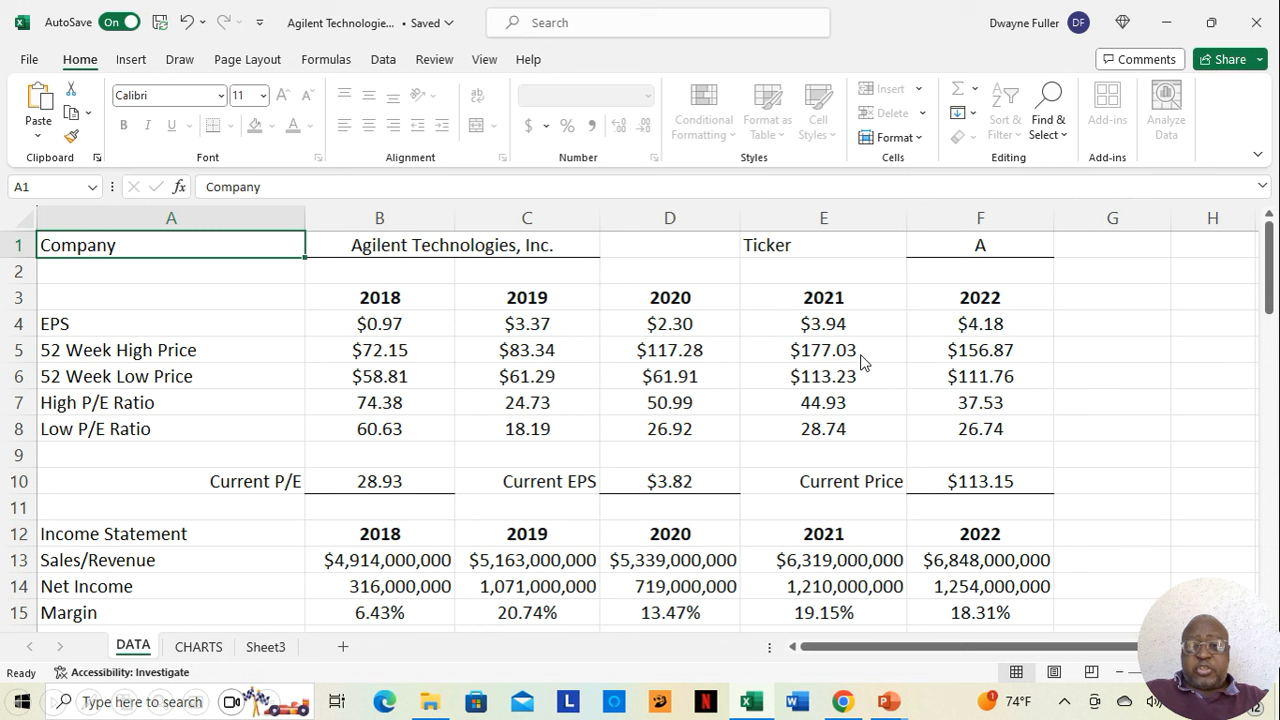 AutoSave On Agilent Technologie... • Saved Search Dwayne Fuller DF
File Home Insert Draw Page Layout Formulas Data Review View Help Comments Share
Paste Calibri 11 Conditional Formatting Format as Table Cell Styles Insert Delete Format Sort & Filter Find & Select Add-ins Analyze Data
Clipboard Font Alignment Number Styles Cells Editing Add-ins
A1 fx Company
A B C D E F G H
1 Company Agilent Technologies, Inc. Ticker A
2
3 2018 2019 2020 2021 2022
4 EPS $0.97 $3.37 $2.30 $3.94 $4.18
5 52 Week High Price $72.15 $83.34 $117.28 $177.03 $156.87
6 52 Week Low Price $58.81 $61.29 $61.91 $113.23 $111.76
7 High P/E Ratio 74.38 24.73 50.99 44.93 37.53
8 Low P/E Ratio 60.63 18.19 26.92 28.74 26.74
9
10 Current P/E 28.93 Current EPS $3.82 Current Price $113.15
11
12 Income Statement 2018 2019 2020 2021 2022
13 Sales/Revenue $4,914,000,000 $5,163,000,000 $5,339,000,000 $6,319,000,000 $6,848,000,000
14 Net Income 316,000,000 1,071,000,000 719,000,000 1,210,000,000 1,254,000,000
15 Margin 6.43% 20.74% 13.47% 19.15% 18.31%
DATA CHARTS Sheet3
Ready Accessibility: Investigate
Type here to search 74°F